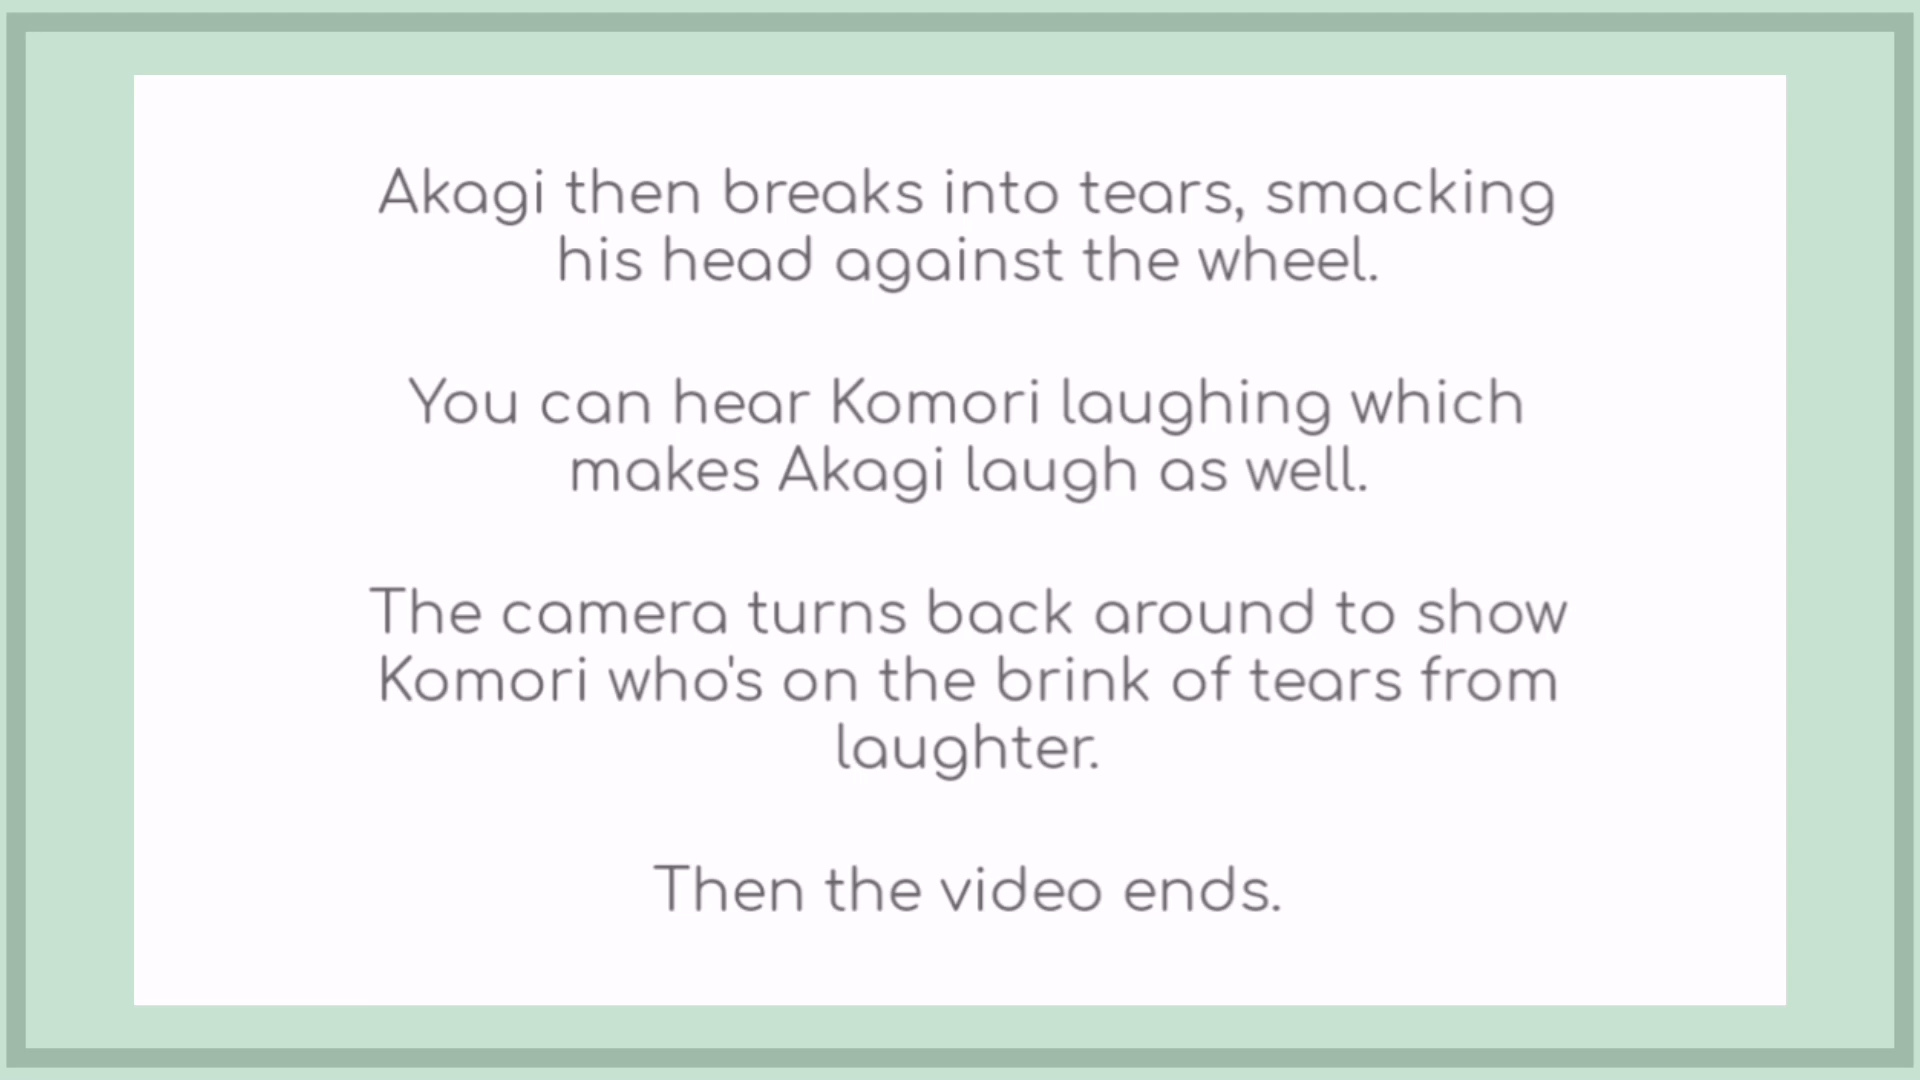 Akagi then breaks into tears, smacking
his head against the wheel.
You can hear Komori laughing which
makes Akagi laugh as well.
The camera turns back around to show
Komori who's on the brink of tears from
laughter.
Then the video ends.